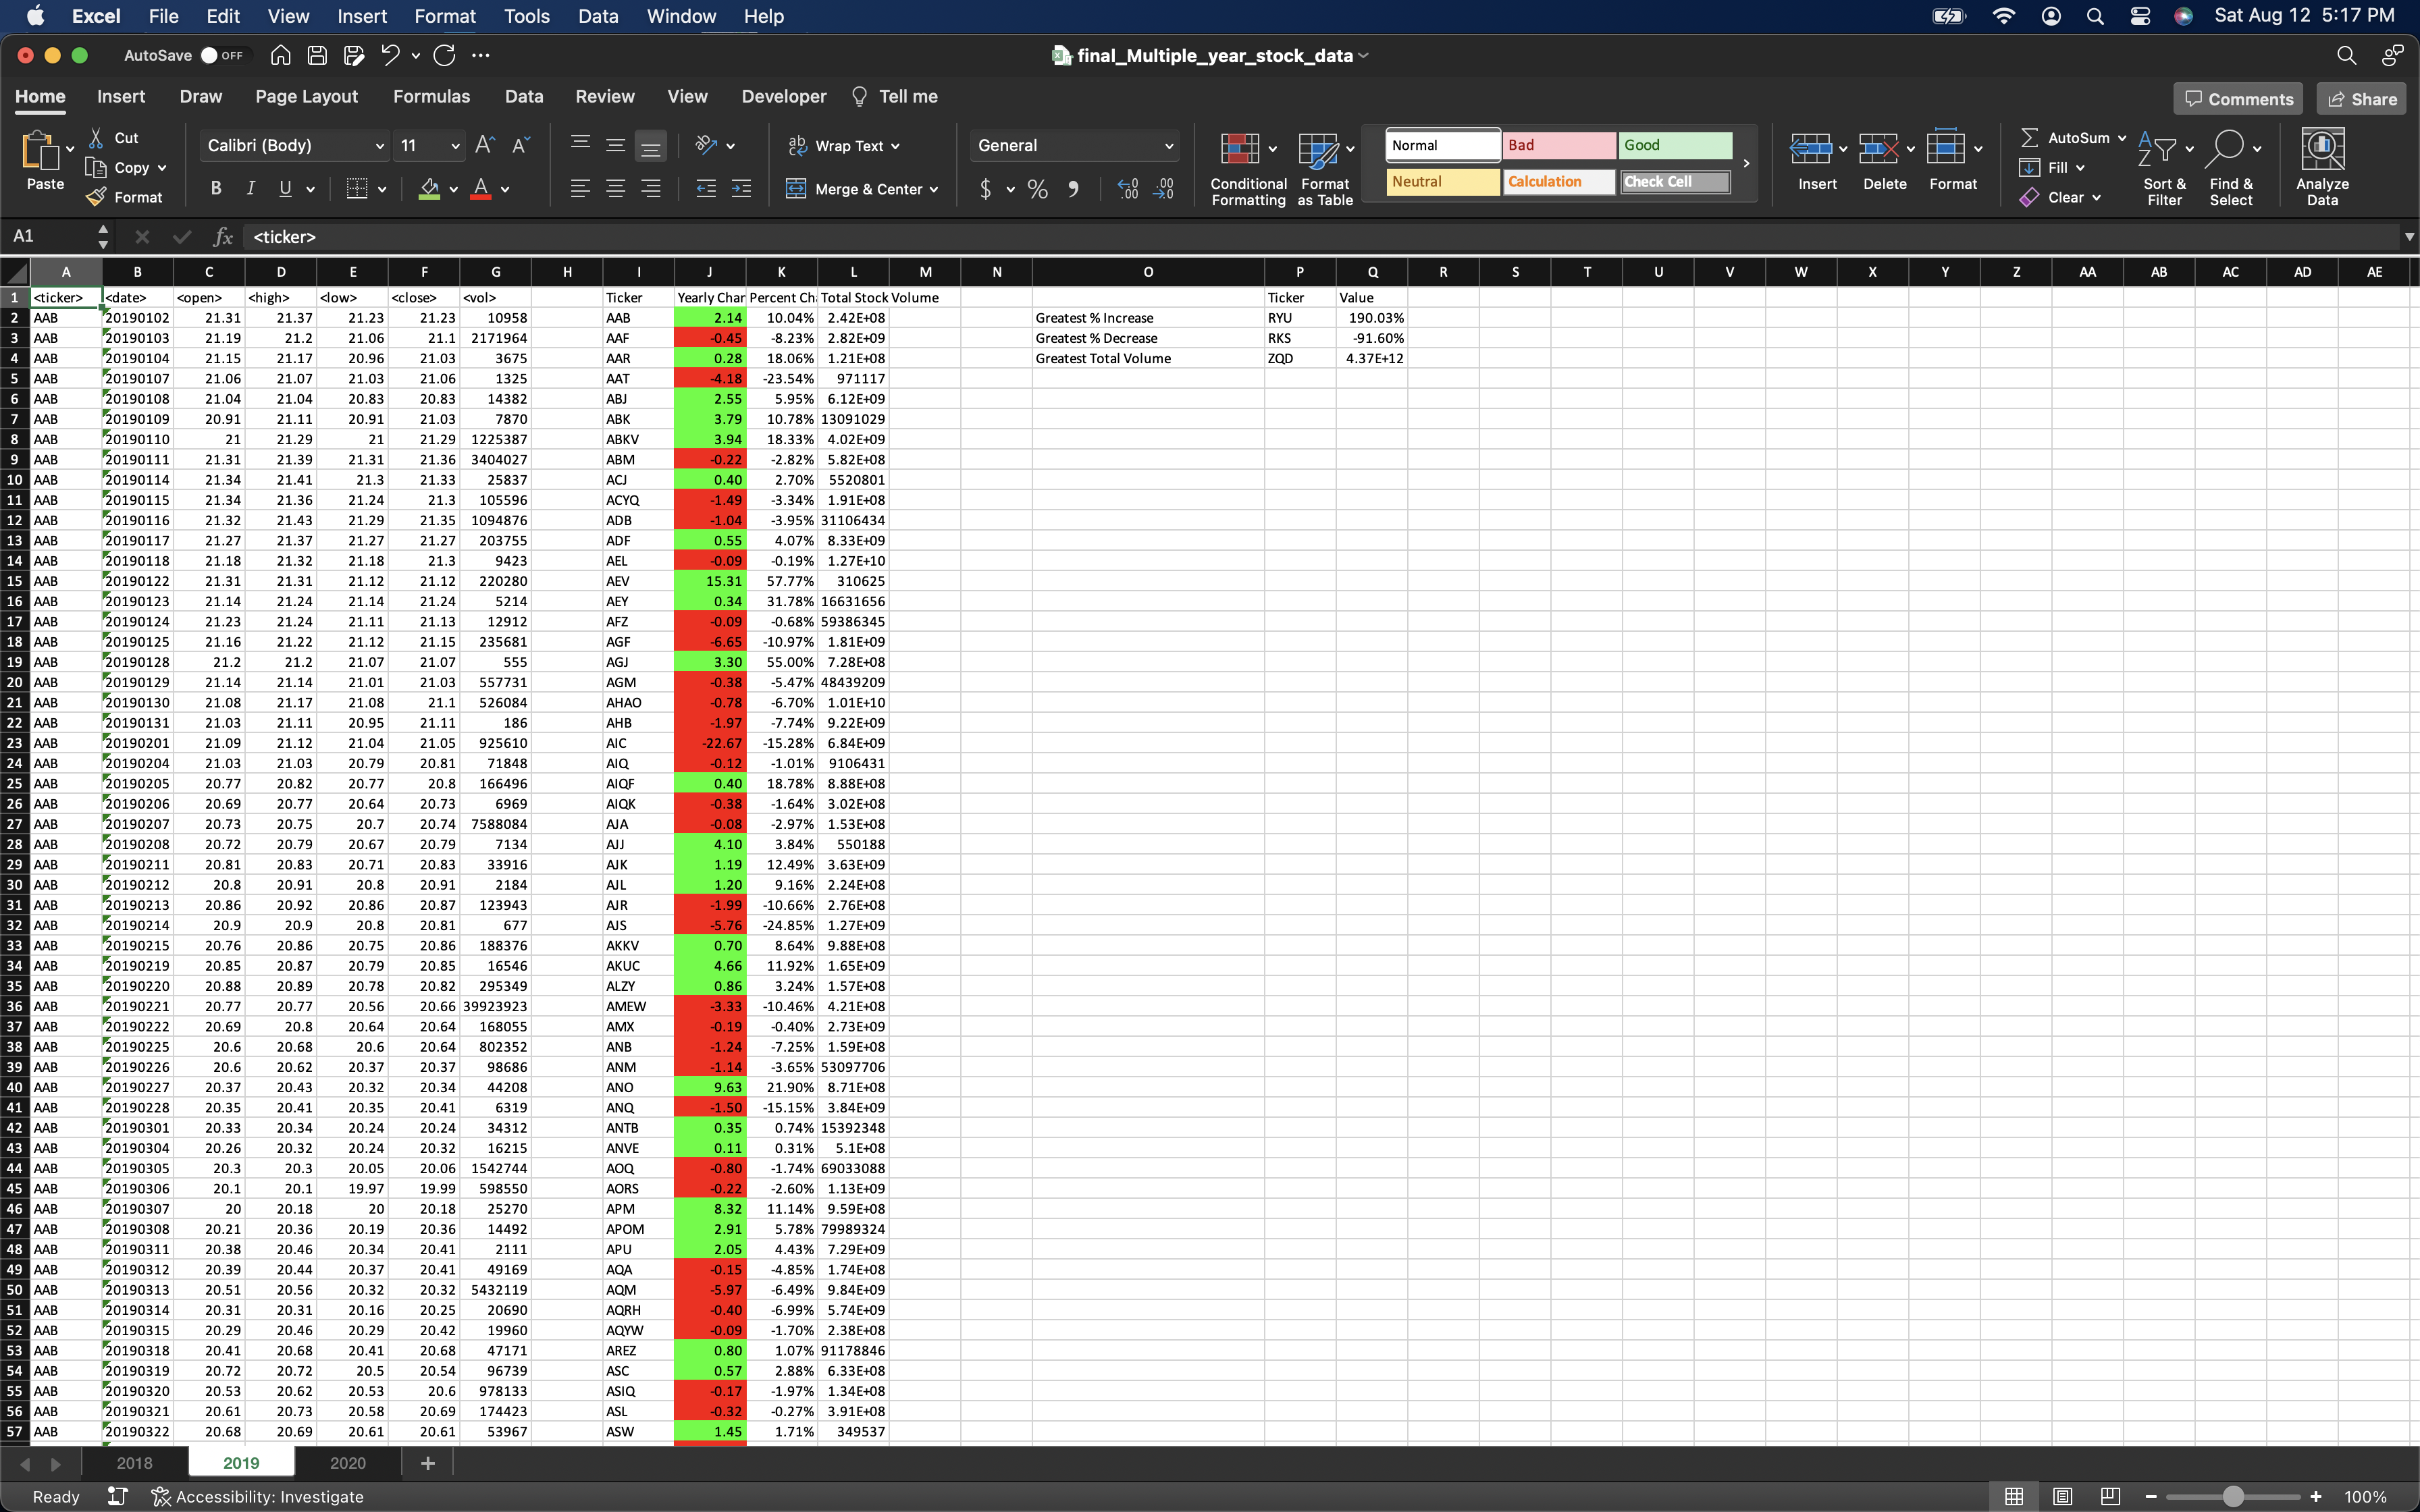 Excel File Edit View Insert Format Tools Data Window Help Sat Aug 12 5:17 PM
AutoSave OFF final_Multiple_year_stock_data
Home Insert Draw Page Layout Formulas Data Review View Developer Tell me Comments Share
Paste Cut Copy Format Calibri (Body) 11 Wrap Text Merge & Center General Conditional Formatting Format as Table Normal Bad Good Neutral Calculation Check Cell Insert Delete Format AutoSum Fill Clear Sort & Filter Find & Select Analyze Data
A1 fx <ticker>
A B C D E F G H I J K L M N O P Q R S T U V W X Y Z AA AB AC AD AE
1 <ticker> <date> <open> <high> <low> <close> <vol> Ticker Yearly Char Percent Ch Total Stock Volume Ticker Value
2 AAB 20190102 21.31 21.37 21.23 21.23 10958 AAB 2.14 10.04% 2.42E+08 Greatest % Increase RYU 190.03%
3 AAB 20190103 21.19 21.2 21.06 21.1 2171964 AAF -0.45 -8.23% 2.82E+09 Greatest % Decrease RKS -91.60%
4 AAB 20190104 21.15 21.17 20.96 21.03 3675 AAR 0.28 18.06% 1.21E+08 Greatest Total Volume ZQD 4.37E+12
5 AAB 20190107 21.06 21.07 21.03 21.06 1325 AAT -4.18 -23.54% 971117
6 AAB 20190108 21.04 21.04 20.83 20.83 14382 ABJ 2.55 5.95% 6.12E+09
7 AAB 20190109 20.91 21.11 20.91 21.03 7870 ABK 3.79 10.78% 13091029
8 AAB 20190110 21 21.29 21 21.29 1225387 ABKV 3.94 18.33% 4.02E+09
9 AAB 20190111 21.31 21.39 21.31 21.36 3404027 ABM -0.22 -2.82% 5.82E+08
10 AAB 20190114 21.34 21.41 21.3 21.33 25837 ACJ 0.40 2.70% 5520801
11 AAB 20190115 21.34 21.36 21.24 21.3 105596 ACYQ -1.49 -3.34% 1.91E+08
12 AAB 20190116 21.32 21.43 21.29 21.35 1094876 ADB -1.04 -3.95% 31106434
13 AAB 20190117 21.27 21.37 21.27 21.27 203755 ADF 0.55 4.07% 8.33E+09
14 AAB 20190118 21.18 21.32 21.18 21.3 9423 AEL -0.09 -0.19% 1.27E+10
15 AAB 20190122 21.31 21.31 21.12 21.12 220280 AEV 15.31 57.77% 310625
16 AAB 20190123 21.14 21.24 21.14 21.24 5214 AEY 0.34 31.78% 16631656
17 AAB 20190124 21.23 21.24 21.11 21.13 12912 AFZ -0.09 -0.68% 59386345
18 AAB 20190125 21.16 21.22 21.12 21.15 235681 AGF -6.65 -10.97% 1.81E+09
19 AAB 20190128 21.2 21.2 21.07 21.07 555 AGJ 3.30 55.00% 7.28E+08
20 AAB 20190129 21.14 21.14 21.01 21.03 557731 AGM -0.38 -5.47% 48439209
21 AAB 20190130 21.08 21.17 21.08 21.1 526084 AHAO -0.78 -6.70% 1.01E+10
22 AAB 20190131 21.03 21.11 20.95 21.11 186 AHB -1.97 -7.74% 9.22E+09
23 AAB 20190201 21.09 21.12 21.04 21.05 925610 AIC -22.67 -15.28% 6.84E+09
24 AAB 20190204 21.03 21.03 20.79 20.81 71848 AIQ -0.12 -1.01% 9106431
25 AAB 20190205 20.77 20.82 20.77 20.8 166496 AIQF 0.40 18.78% 8.88E+08
26 AAB 20190206 20.69 20.77 20.64 20.73 6969 AIQK -0.38 -1.64% 3.02E+08
27 AAB 20190207 20.73 20.75 20.7 20.74 7588084 AJA -0.08 -2.97% 1.53E+08
28 AAB 20190208 20.72 20.79 20.67 20.79 7134 AJJ 4.10 3.84% 550188
29 AAB 20190211 20.81 20.83 20.71 20.83 33916 AJK 1.19 12.49% 3.63E+09
30 AAB 20190212 20.8 20.91 20.8 20.91 2184 AJL 1.20 9.16% 2.24E+08
31 AAB 20190213 20.86 20.92 20.86 20.87 123943 AJR -1.99 -10.66% 2.76E+08
32 AAB 20190214 20.9 20.9 20.8 20.81 677 AJS -5.76 -24.85% 1.27E+09
33 AAB 20190215 20.76 20.86 20.75 20.86 188376 AKKV 0.70 8.64% 9.88E+08
34 AAB 20190219 20.85 20.87 20.79 20.85 16546 AKUC 4.66 11.92% 1.65E+09
35 AAB 20190220 20.88 20.89 20.78 20.82 295349 ALZY 0.86 3.24% 1.57E+08
36 AAB 20190221 20.77 20.77 20.56 20.66 39923923 AMEW -3.33 -10.46% 4.21E+08
37 AAB 20190222 20.69 20.8 20.64 20.64 168055 AMX -0.19 -0.40% 2.73E+09
38 AAB 20190225 20.6 20.68 20.6 20.64 802352 ANB -1.24 -7.25% 1.59E+08
39 AAB 20190226 20.6 20.62 20.37 20.37 98686 ANM -1.14 -3.65% 53097706
40 AAB 20190227 20.37 20.43 20.32 20.34 44208 ANO 9.63 21.90% 8.71E+08
41 AAB 20190228 20.35 20.41 20.35 20.41 6319 ANQ -1.50 -15.15% 3.84E+09
42 AAB 20190301 20.33 20.34 20.24 20.24 34312 ANTB 0.35 0.74% 15392348
43 AAB 20190304 20.26 20.32 20.24 20.32 16215 ANVE 0.11 0.31% 5.1E+08
44 AAB 20190305 20.3 20.3 20.05 20.06 1542744 AOQ -0.80 -1.74% 69033088
45 AAB 20190306 20.1 20.1 19.97 19.99 598550 AORS -0.22 -2.60% 1.13E+09
46 AAB 20190307 20 20.18 20 20.18 25270 APM 8.32 11.14% 9.59E+08
47 AAB 20190308 20.21 20.36 20.19 20.36 14492 APOM 2.91 5.78% 79989324
48 AAB 20190311 20.38 20.46 20.34 20.41 2111 APU 2.05 4.43% 7.29E+09
49 AAB 20190312 20.39 20.44 20.37 20.41 49169 AQA -0.15 -4.85% 1.74E+08
50 AAB 20190313 20.51 20.56 20.32 20.32 5432119 AQM -5.97 -6.49% 9.84E+08
51 AAB 20190314 20.31 20.31 20.16 20.25 20690 AQRH -0.40 -6.99% 5.74E+09
52 AAB 20190315 20.29 20.46 20.29 20.42 19960 AQYW -0.09 -1.70% 2.38E+08
53 AAB 20190318 20.41 20.68 20.41 20.68 47171 AREZ 0.80 1.07% 91178846
54 AAB 20190319 20.72 20.72 20.5 20.54 96739 ASC 0.57 2.88% 6.33E+08
55 AAB 20190320 20.53 20.62 20.53 20.6 978133 ASIQ -0.17 -1.97% 1.34E+08
56 AAB 20190321 20.61 20.73 20.58 20.69 174423 ASL -0.32 -0.27% 3.91E+08
57 AAB 20190322 20.68 20.69 20.61 20.61 53967 ASW 1.45 1.71% 349537
2018 2019 2020
Ready Accessibility: Investigate 100%